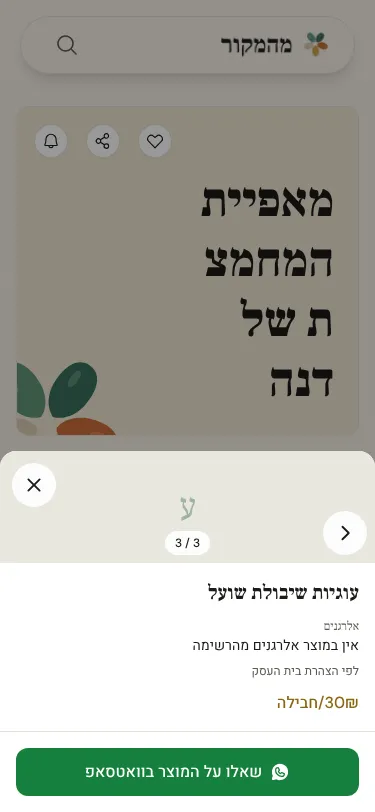 מהמקור
מאפיית
המחמצ
ת של
דנה
ע
3 / 3
עוגיות שיבולת שועל
אלרגנים
אין במוצר אלרגנים מהרשימה
לפי הצהרת בית העסק
₪30/חבילה
שאלו על המוצר בוואטסאפ